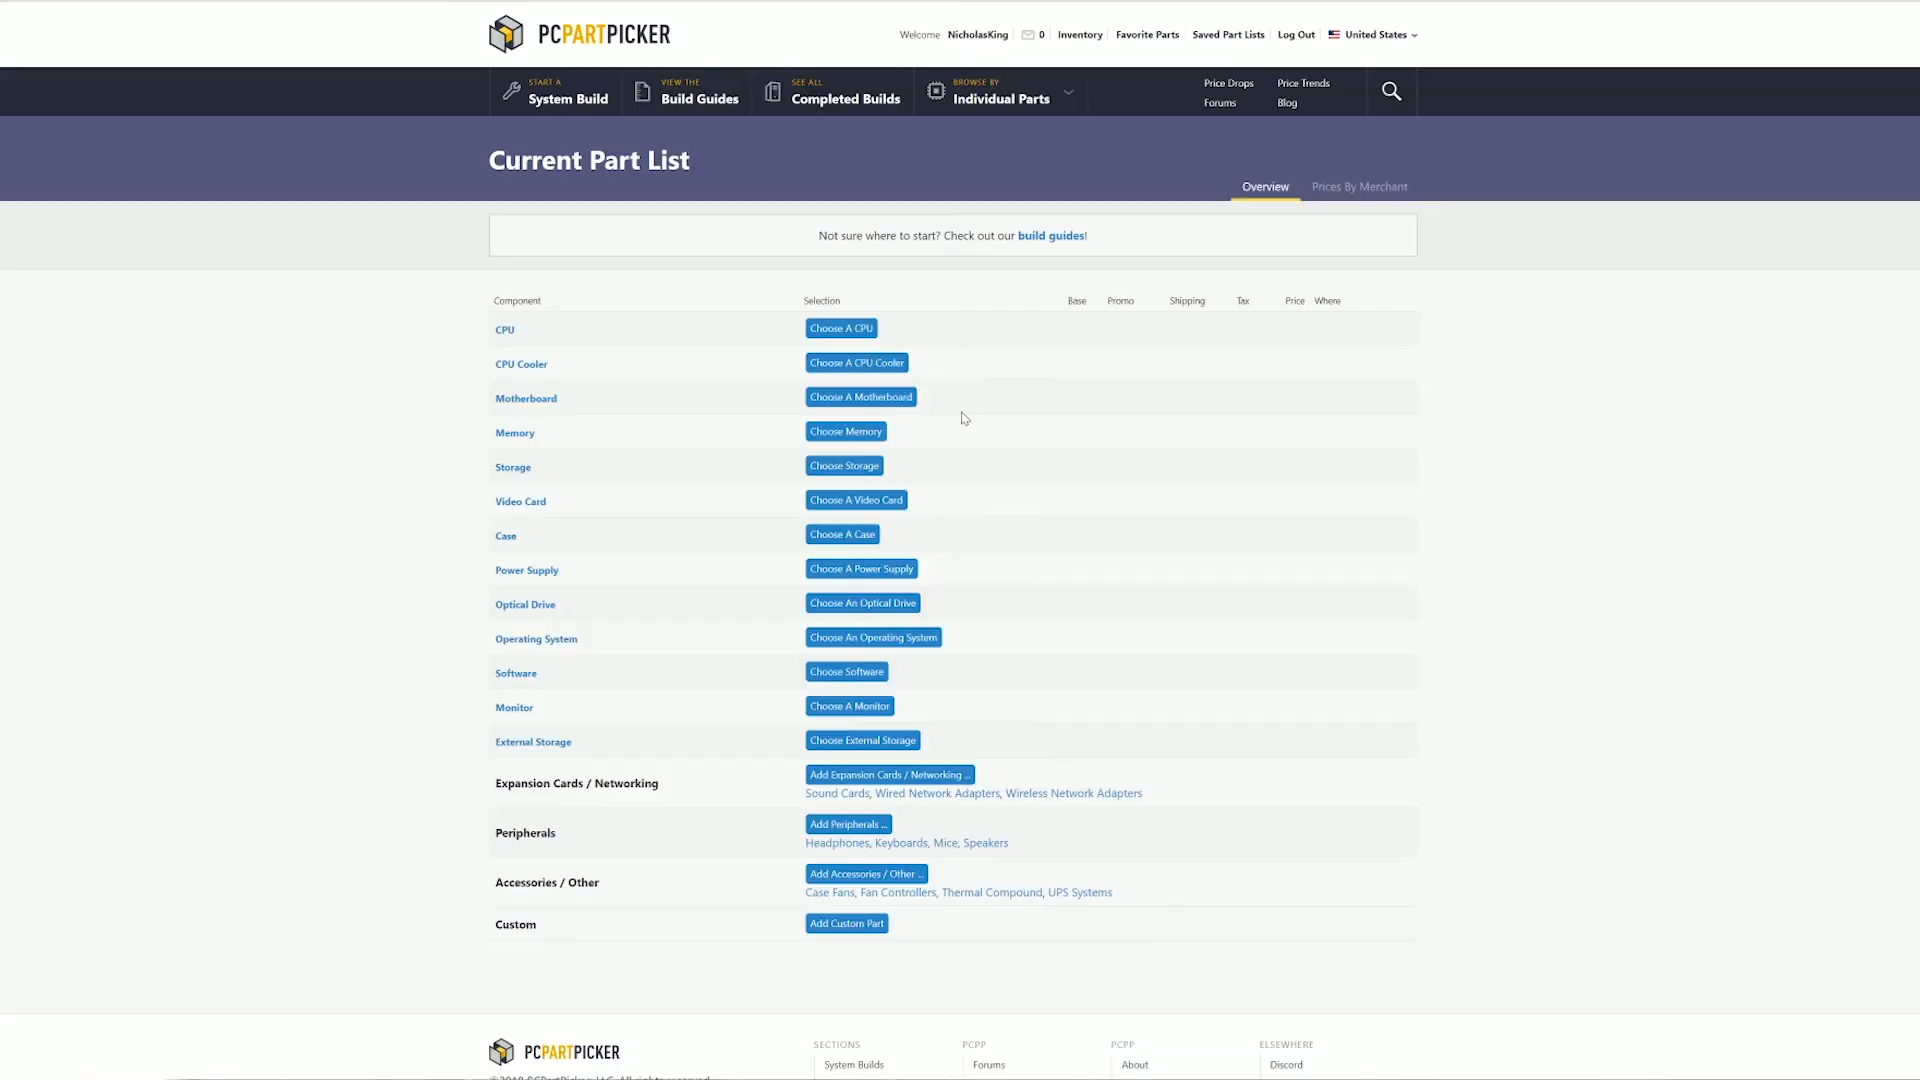 PCPARTPICKER
Welcome NicholasKing 0 Inventory Favorite Parts Saved Part Lists Log Out United States
START A
System Build
VIEW THE
Build Guides
SEE ALL
Completed Builds
BROWSE BY
Individual Parts
Price Drops Price Trends
Forums Blog
Current Part List
Overview Prices By Merchant
Not sure where to start? Check out our build guides!
Component Selection Base Promo Shipping Tax Price Where
CPU Choose A CPU
CPU Cooler Choose A CPU Cooler
Motherboard Choose A Motherboard
Memory Choose Memory
Storage Choose Storage
Video Card Choose A Video Card
Case Choose A Case
Power Supply Choose A Power Supply
Optical Drive Choose An Optical Drive
Operating System Choose An Operating System
Software Choose Software
Monitor Choose A Monitor
External Storage Choose External Storage
Expansion Cards / Networking Add Expansion Cards / Networking ...
Sound Cards, Wired Network Adapters, Wireless Network Adapters
Peripherals Add Peripherals ...
Headphones, Keyboards, Mice, Speakers
Accessories / Other Add Accessories / Other ...
Case Fans, Fan Controllers, Thermal Compound, UPS Systems
Custom Add Custom Part
PCPARTPICKER
SECTIONS PCPP PCPP ELSEWHERE
System Builds Forums About Discord